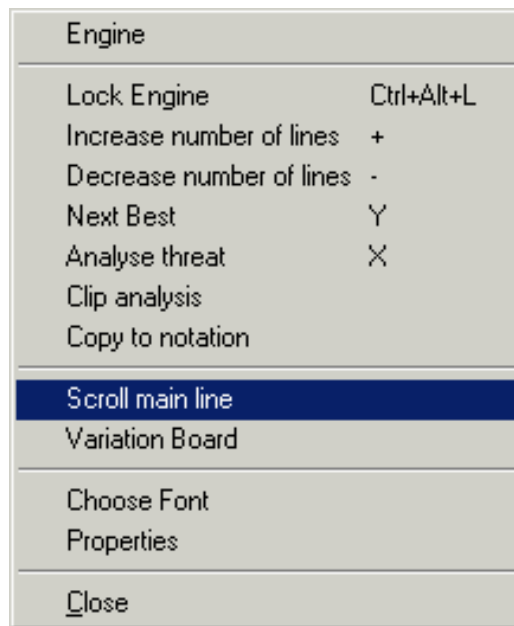 Engine
Lock Engine Ctrl+Alt+L
Increase number of lines +
Decrease number of lines -
Next Best Y
Analyse threat X
Clip analysis
Copy to notation
Scroll main line
Variation Board
Choose Font
Properties
Close